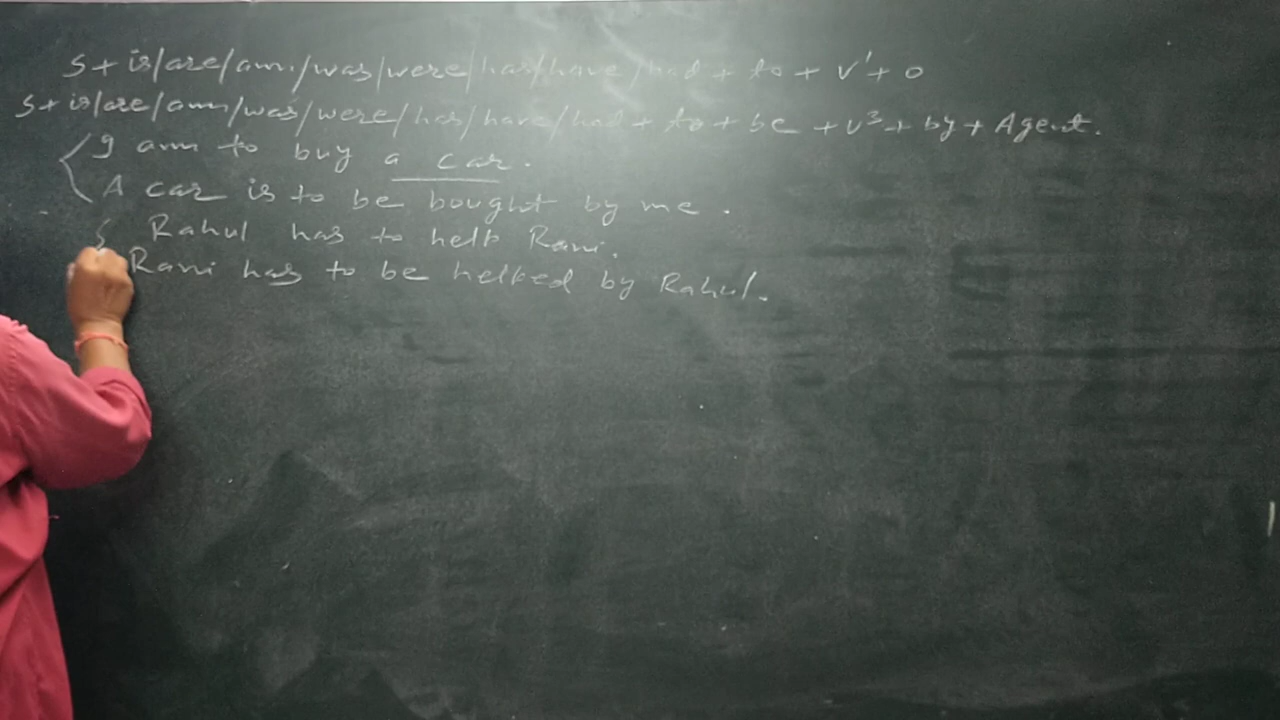 S + is/are/am/was/were/has/have/had + to + V¹ + O
S + is/are/am/was/were/has/have/had + to + be + V³ + by + Agent.
I am to buy a car.
A car is to be bought by me.
Rahul has to help Rani.
Rani has to be helped by Rahul.